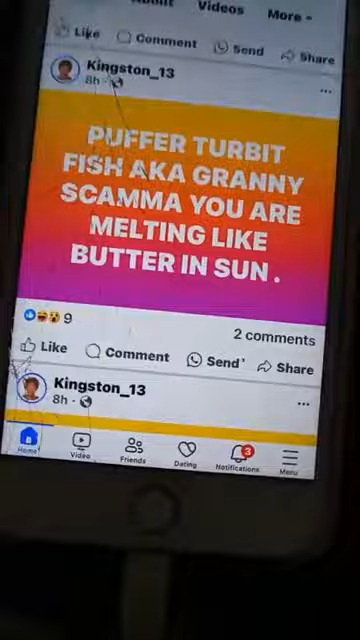 About Videos More
Like Comment Send Share
Kingston_13
8h ·
PUFFER TURBIT
FISH AKA GRANNY
SCAMMA YOU ARE
MELTING LIKE
BUTTER IN SUN .
9
2 comments
Like Comment Send Share
Kingston_13
8h ·
3
Home Video Friends Dating Notifications Menu